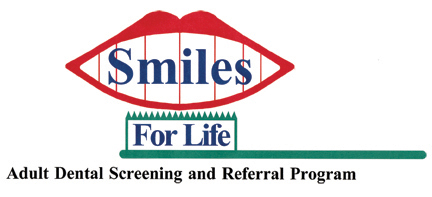 Smiles
For Life
Adult Dental Screening and Referral Program